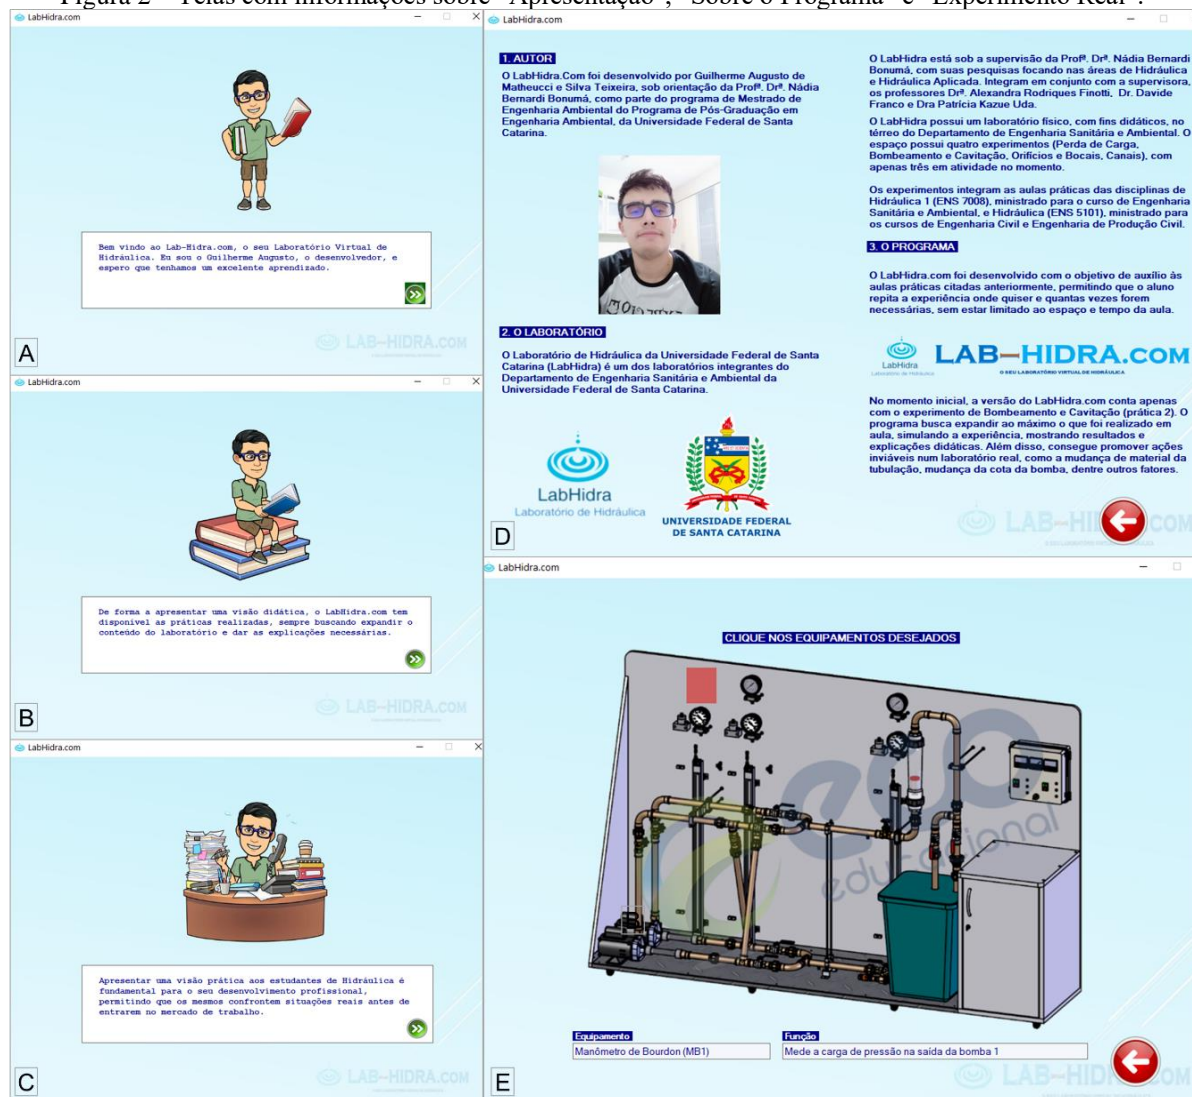 Figura 2 – Telas com informações sobre "Apresentação", "Sobre o Programa" e "Experimento Real".
LabHidra.com
Bem vindo ao Lab-Hidra.com, o seu Laboratório Virtual de
Hidráulica. Eu sou o Guilherme Augusto, o desenvolvedor, e
espero que tenhamos um excelente aprendizado.
LAB-HIDRA.COM
A
LabHidra.com
De forma a apresentar uma visão didática, o LabHidra.com tem
disponível as práticas realizadas, sempre buscando expandir o
conteúdo do laboratório e dar as explicações necessárias.
LAB-HIDRA.COM
B
LabHidra.com
Apresentar uma visão prática aos estudantes de Hidráulica é
fundamental para o seu desenvolvimento profissional,
permitindo que os mesmos confrontem situações reais antes de
entrarem no mercado de trabalho.
LAB-HIDRA.COM
C
LabHidra.com
1. AUTOR
O LabHidra.Com foi desenvolvido por Guilherme Augusto de
Matheucci e Silva Teixeira, sob orientação da Profª. Drª. Nádia
Bernardi Bonumá, como parte do programa de Mestrado de
Engenharia Ambiental do Programa de Pós-Graduação em
Engenharia Ambiental, da Universidade Federal de Santa
Catarina.
2. O LABORATÓRIO
O Laboratório de Hidráulica da Universidade Federal de Santa
Catarina (LabHidra) é um dos laboratórios integrantes do
Departamento de Engenharia Sanitária e Ambiental da
Universidade Federal de Santa Catarina.
LabHidra
Laboratório de Hidráulica
UNIVERSIDADE FEDERAL
DE SANTA CATARINA
D
O LabHidra está sob a supervisão da Profª. Drª. Nádia Bernardi
Bonumá, com suas pesquisas focando nas áreas de Hidráulica
e Hidráulica Aplicada. Integram em conjunto com a supervisora,
os professores Drª. Alexandra Rodriques Finotti, Dr. Davide
Franco e Dra Patrícia Kazue Uda.
O LabHidra possui um laboratório físico, com fins didáticos, no
térreo do Departamento de Engenharia Sanitária e Ambiental. O
espaço possui quatro experimentos (Perda de Carga,
Bombeamento e Cavitação, Orifícios e Bocais, Canais), com
apenas três em atividade no momento.
Os experimentos integram as aulas práticas das disciplinas de
Hidráulica 1 (ENS 7008), ministrado para o curso de Engenharia
Sanitária e Ambiental, e Hidráulica (ENS 5101), ministrado para
os cursos de Engenharia Civil e Engenharia de Produção Civil.
3. O PROGRAMA
O LabHidra.com foi desenvolvido com o objetivo de auxílio às
aulas práticas citadas anteriormente, permitindo que o aluno
repita a experiência onde quiser e quantas vezes forem
necessárias, sem estar limitado ao espaço e tempo da aula.
LabHidra
Laboratório de Hidráulica
LAB-HIDRA.COM
O SEU LABORATÓRIO VIRTUAL DE HIDRÁULICA
No momento inicial, a versão do LabHidra.com conta apenas
com o experimento de Bombeamento e Cavitação (prática 2). O
programa busca expandir ao máximo o que foi realizado em
aula, simulando a experiência, mostrando resultados e
explicações didáticas. Além disso, consegue promover ações
inviáveis num laboratório real, como a mudança de material da
tubulação, mudança da cota da bomba, dentre outros fatores.
LAB-HI COM
LabHidra.com
CLIQUE NOS EQUIPAMENTOS DESEJADOS
eco
educacional
Equipamento
Manômetro de Bourdon (MB1)
Função
Mede a carga de pressão na saída da bomba 1
LAB-HID OM
E